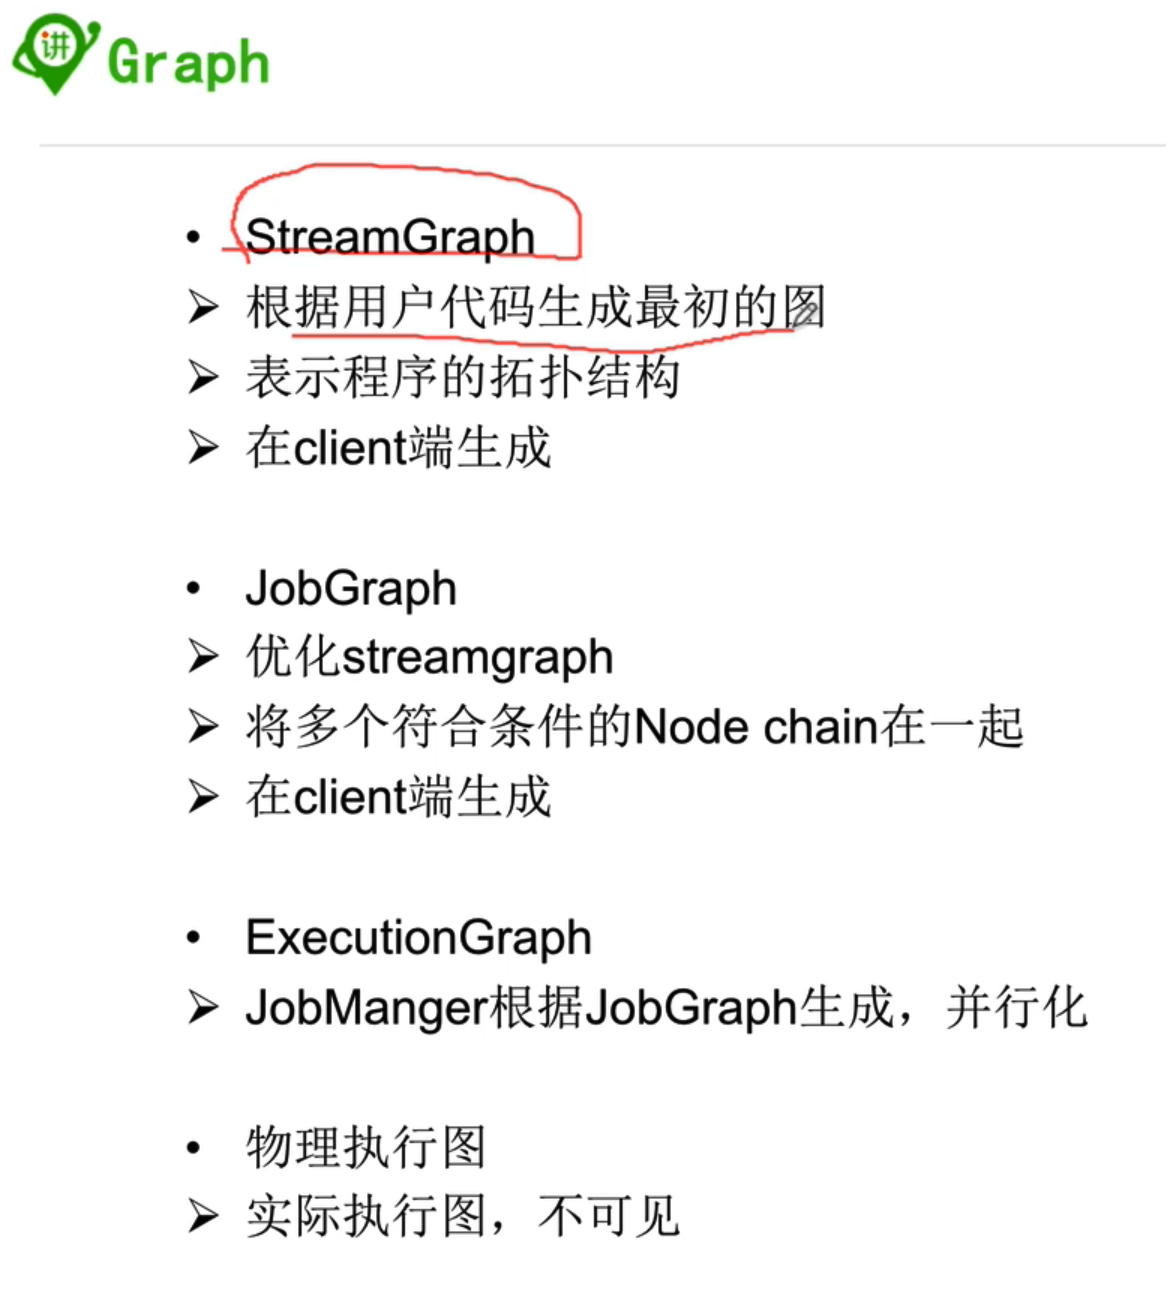 讲 Graph
• StreamGraph
➢ 根据用户代码生成最初的图
➢ 表示程序的拓扑结构
➢ 在client端生成
• JobGraph
➢ 优化streamgraph
➢ 将多个符合条件的Node chain在一起
➢ 在client端生成
• ExecutionGraph
➢ JobManger根据JobGraph生成，并行化
• 物理执行图
➢ 实际执行图，不可见